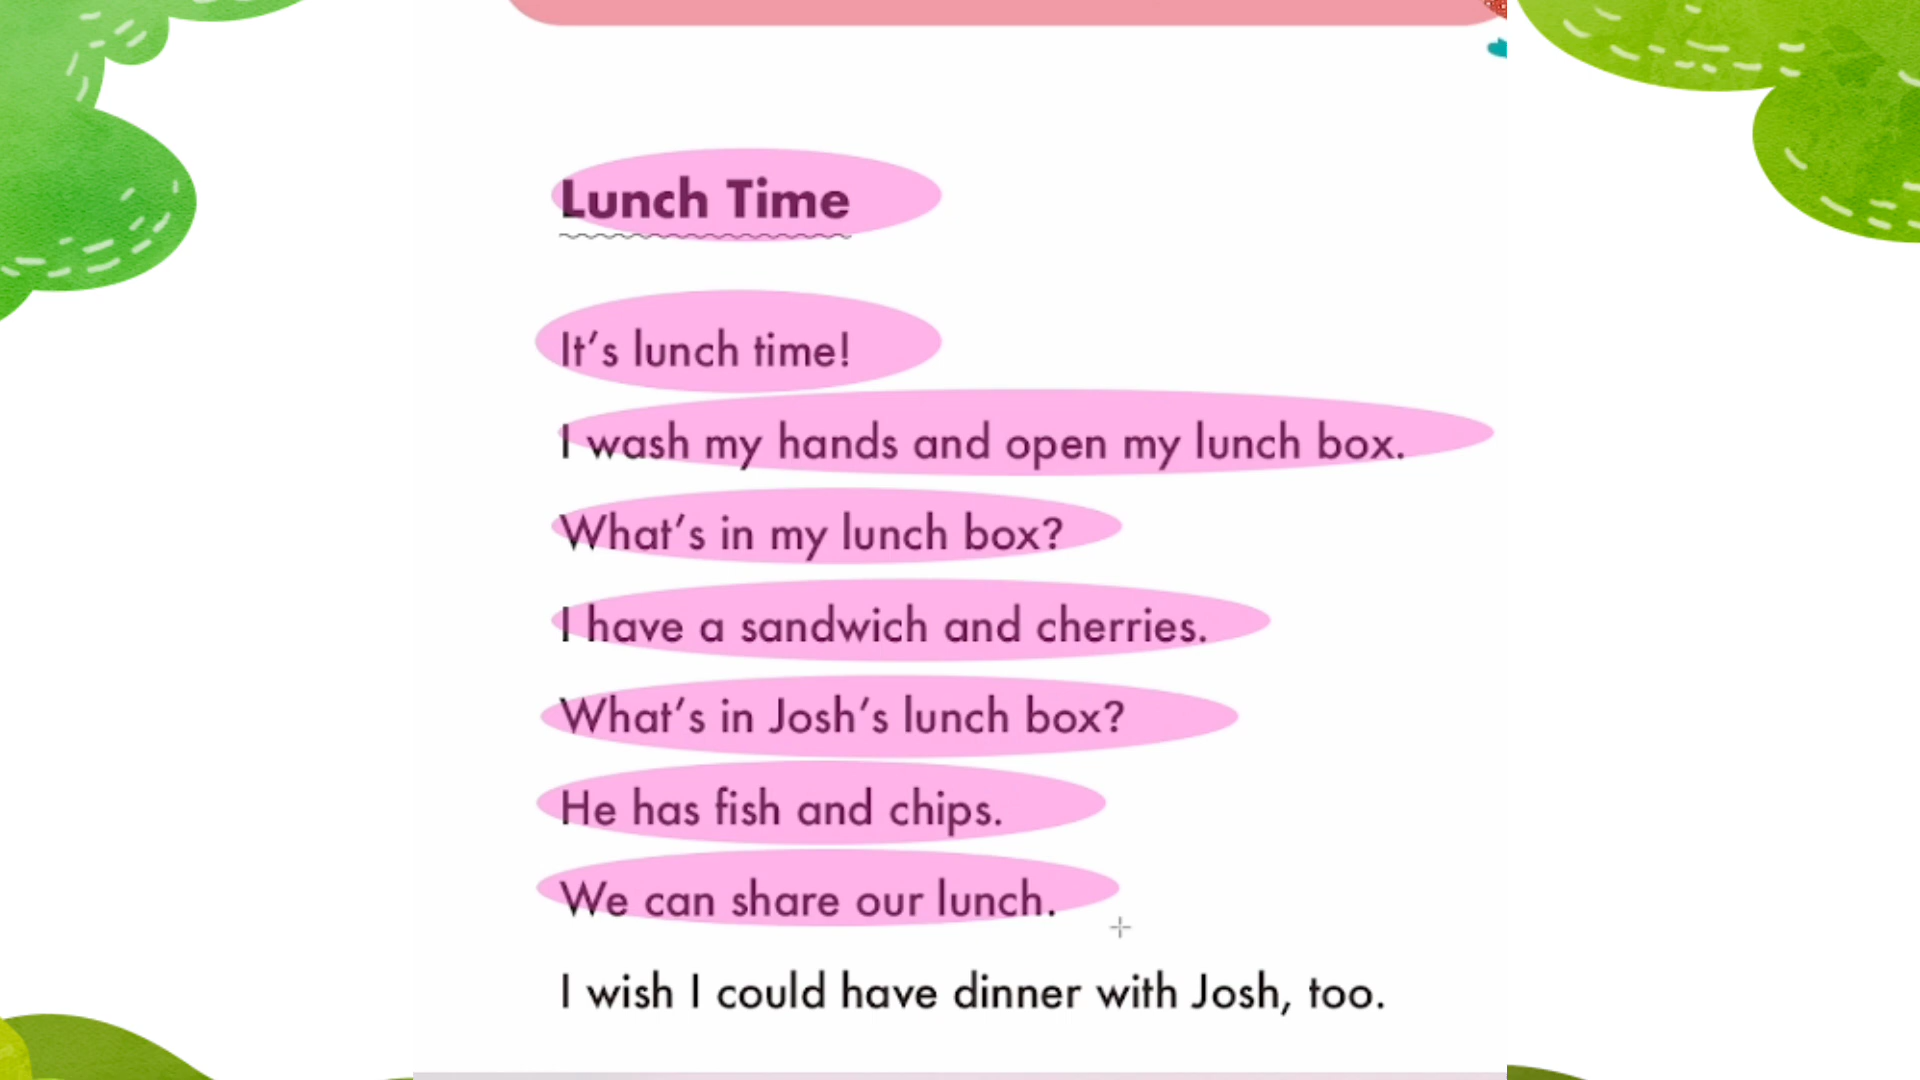 Lunch Time
It’s lunch time!
I wash my hands and open my lunch box.
What’s in my lunch box?
I have a sandwich and cherries.
What’s in Josh’s lunch box?
He has fish and chips.
We can share our lunch.
I wish I could have dinner with Josh, too.